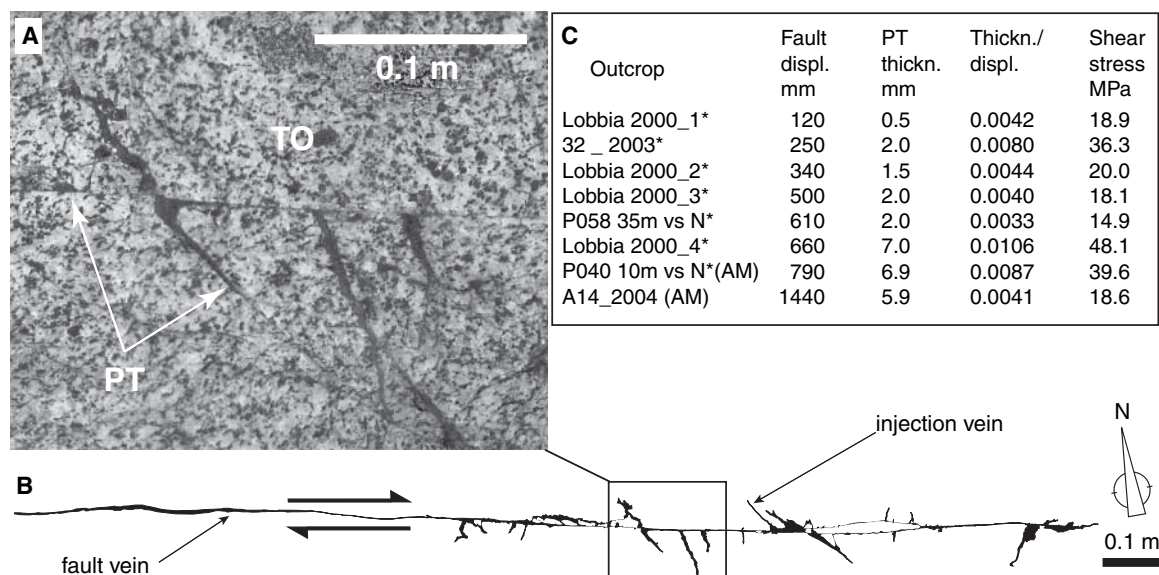 A
0.1 m
TO
PT
C
Fault PT Thickn./ Shear
displ. thickn. displ. stress
mm mm MPa
Outcrop
Lobbia 2000_1* 120 0.5 0.0042 18.9
32 _ 2003* 250 2.0 0.0080 36.3
Lobbia 2000_2* 340 1.5 0.0044 20.0
Lobbia 2000_3* 500 2.0 0.0040 18.1
P058 35m vs N* 610 2.0 0.0033 14.9
Lobbia 2000_4* 660 7.0 0.0106 48.1
P040 10m vs N*(AM) 790 6.9 0.0087 39.6
A14_2004 (AM) 1440 5.9 0.0041 18.6
B
fault vein
injection vein
N
0.1 m